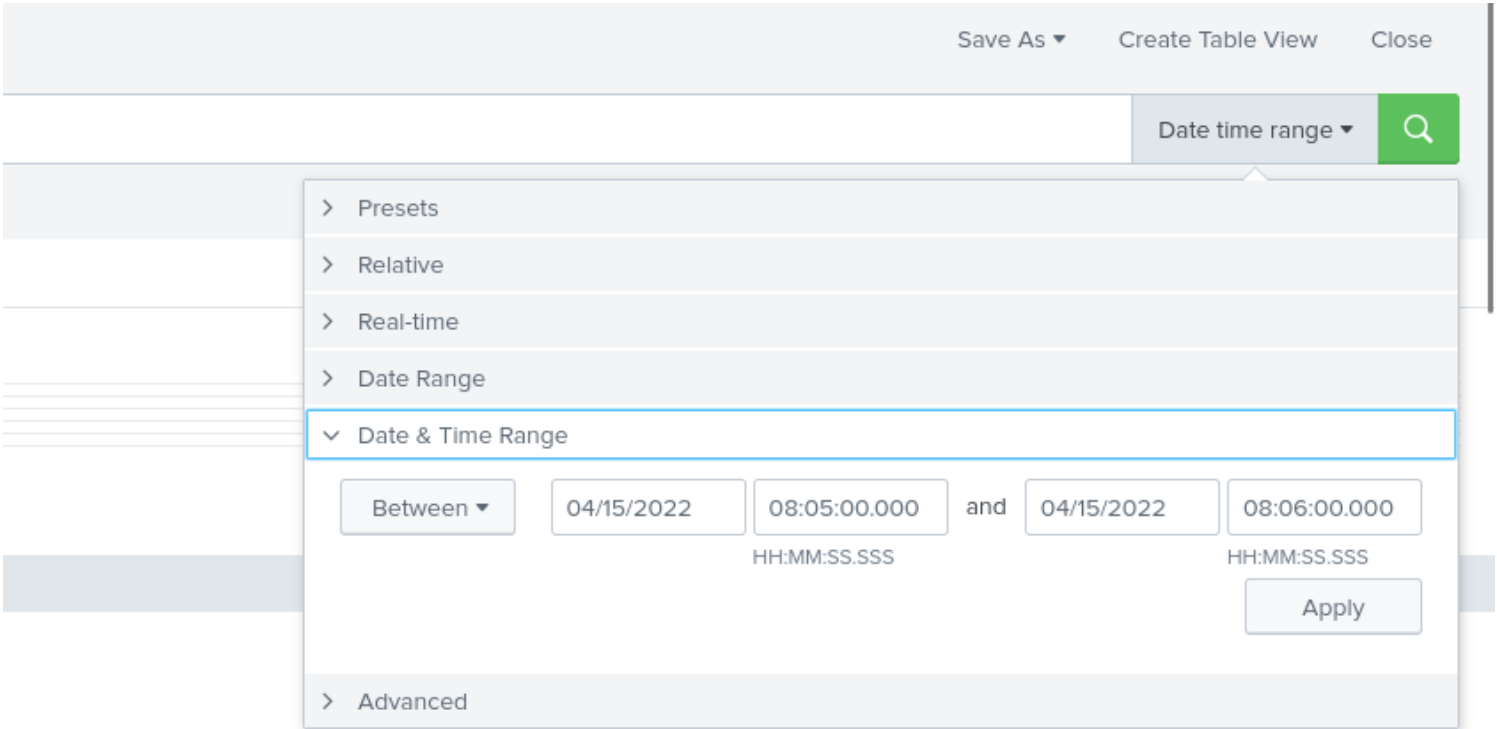 Save As Create Table View Close
Date time range
Presets
Relative
Real-time
Date Range
Date & Time Range
Between 04/15/2022 08:05:00.000 and 04/15/2022 08:06:00.000
HH:MM:SS.SSS HH:MM:SS.SSS
Apply
Advanced